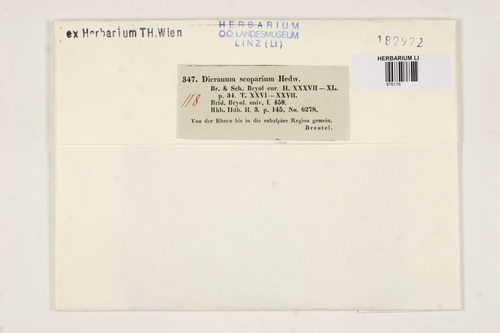 ex Herbarium TH.Wien
HERBARIUM
O.Ö. LANDESMUSEUM
LINZ (LI)
182972
HERBARIUM LI
347. Dicranum scoparium Hedw.
Br. & Sch. Bryol eur. H. XXXVII—XL.
p. 34. T. XXVI—XXVII.
118
Brid. Bryol. univ. I. 450.
Rbh. Hdb. II. 3. p. 145, No. 6278.
Von der Ebene bis in die subalpine Region gemein.
Breutel.